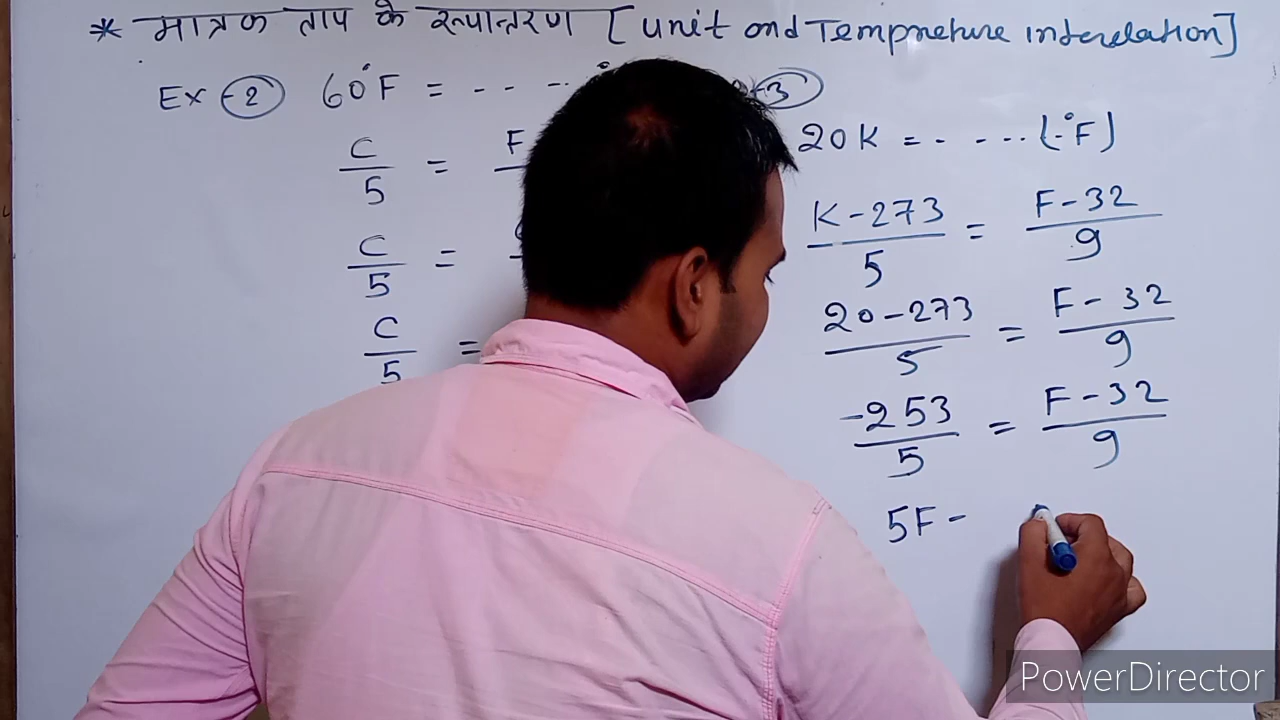 * मात्रक ताप के रूपान्तरण [Unit and Tempreture interelation]
Ex -2 60°F = - - - -
C/5 = F
C/5 =
C/5 =
-3
20K = - - - - - (°F)
K-273/5 = F-32/9
20-273/5 = F-32/9
-253/5 = F-32/9
5F-
PowerDirector